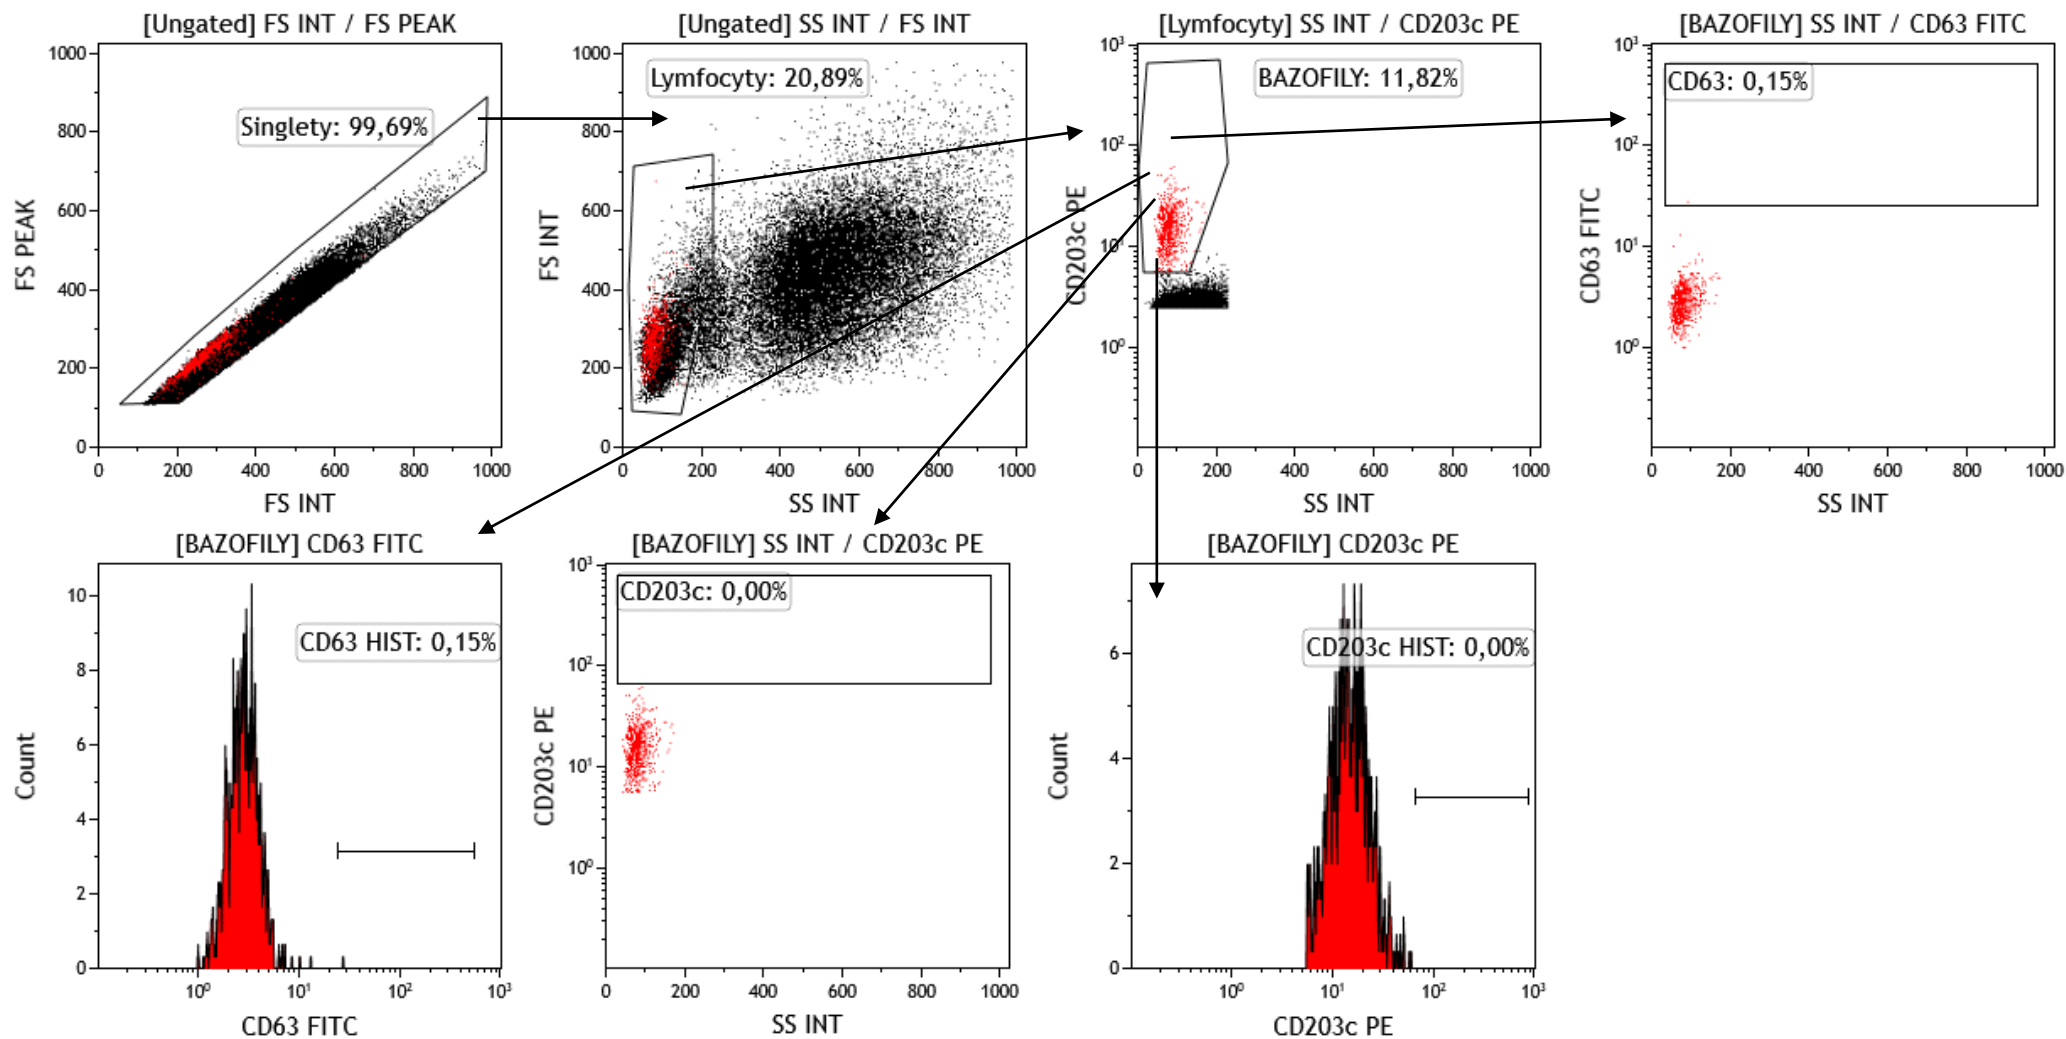 [Ungated] FS INT / FS PEAK
Singlety: 99,69%
1000
800
600
400
200
0
FS PEAK
0 200 400 600 800 1000
FS INT
[Ungated] SS INT / FS INT
Lymfocyty: 20,89%
1000
800
600
400
200
0
FS INT
0 200 400 600 800 1000
SS INT
[Lymfocyty] SS INT / CD203c PE
BAZOFILY: 11,82%
10³
10²
10¹
10⁰
CD203c PE
0 200 400 600 800 1000
SS INT
[BAZOFILY] SS INT / CD63 FITC
CD63: 0,15%
10³
10²
10¹
10⁰
CD63 FITC
0 200 400 600 800 1000
SS INT
[BAZOFILY] CD63 FITC
CD63 HIST: 0,15%
10
8
6
4
2
0
Count
10⁰ 10¹ 10² 10³
CD63 FITC
[BAZOFILY] SS INT / CD203c PE
CD203c: 0,00%
10³
10²
10¹
10⁰
CD203c PE
0 200 400 600 800 1000
SS INT
[BAZOFILY] CD203c PE
CD203c HIST: 0,00%
6
4
2
0
Count
10⁰ 10¹ 10² 10³
CD203c PE